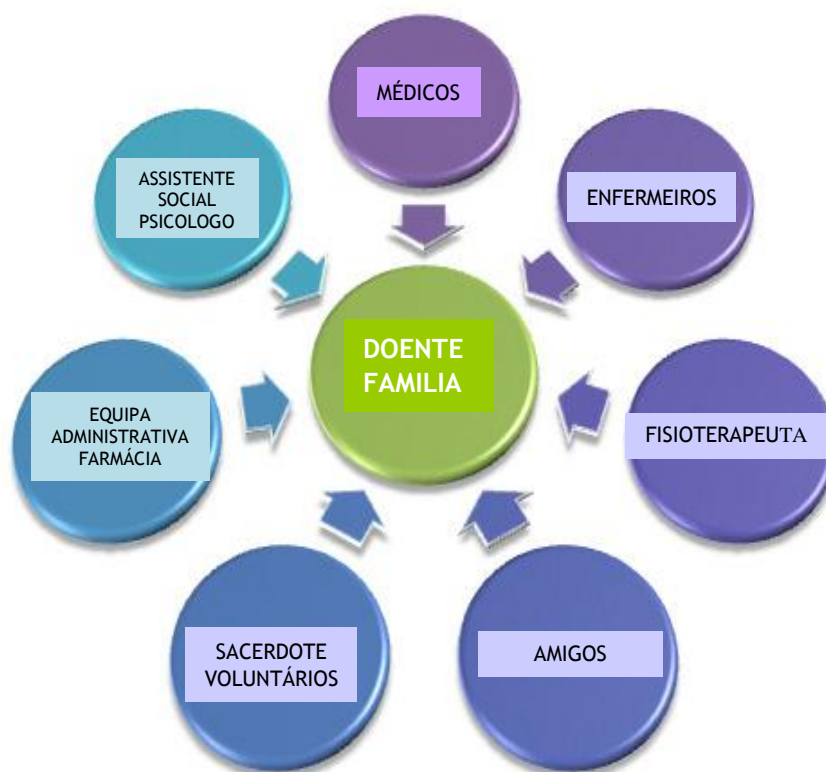 MÉDICOS
ENFERMEIROS
FISIOTERAPEUTA
AMIGOS
SACERDOTE
VOLUNTÁRIOS
EQUIPA
ADMINISTRATIVA
FARMÁCIA
ASSISTENTE
SOCIAL
PSICOLOGO
DOENTE
FAMILIA